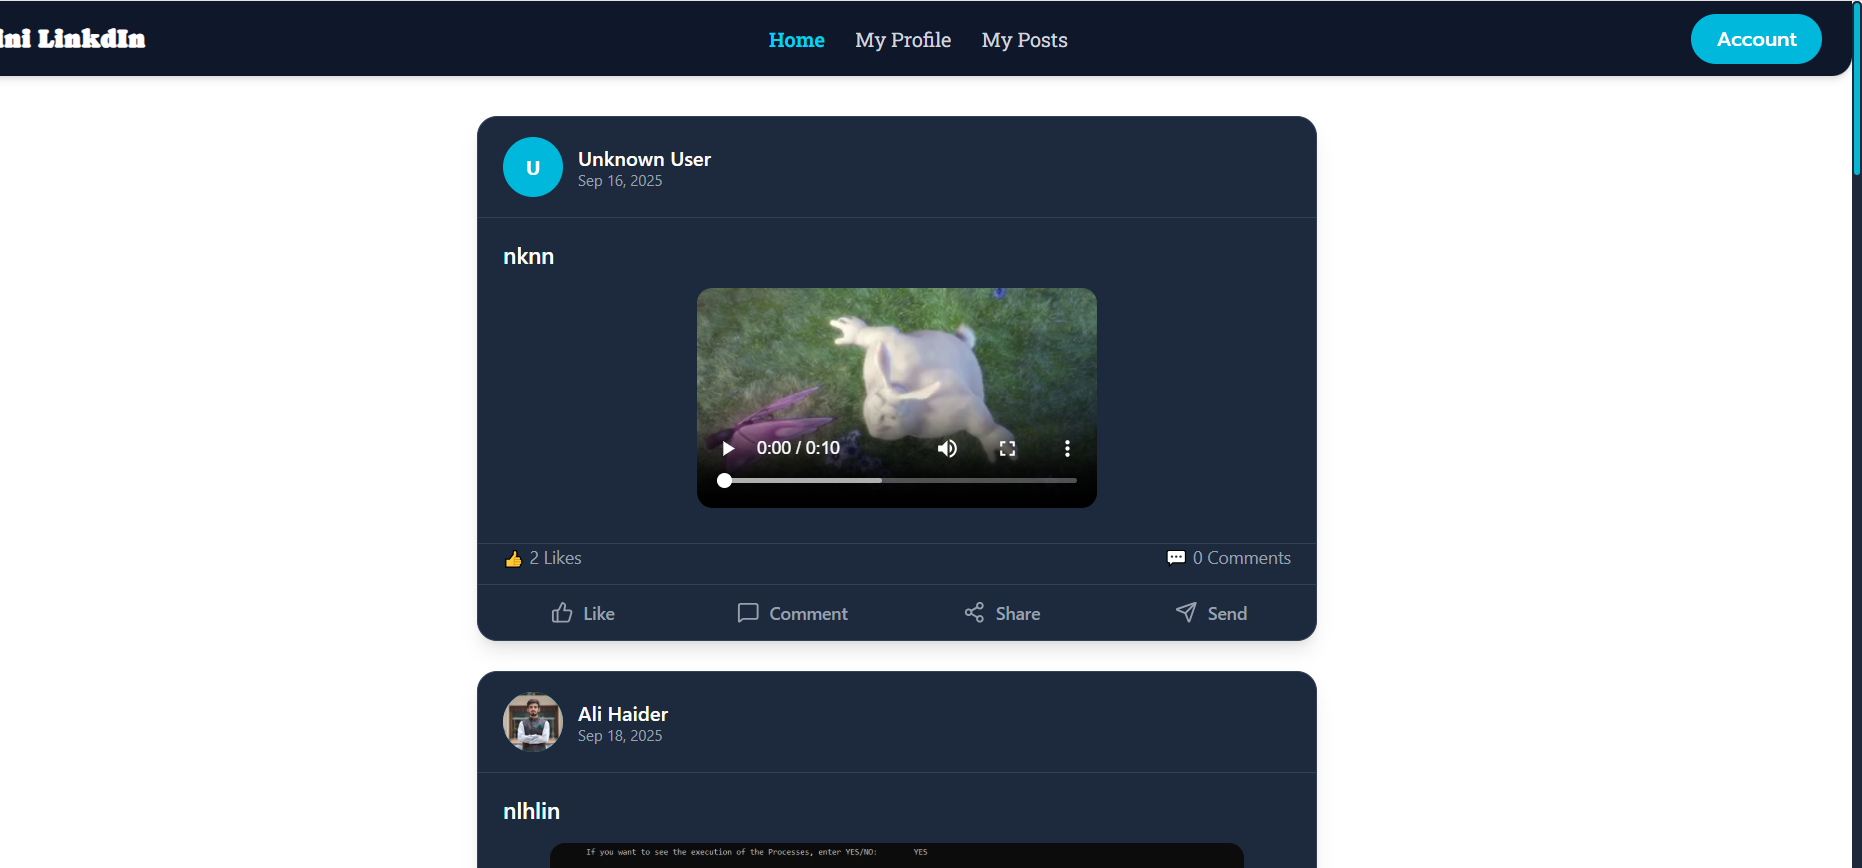 ini LinkdIn
Home My Profile My Posts
Account
U
Unknown User
Sep 16, 2025
nknn
0:00 / 0:10
👍 2 Likes
💬 0 Comments
Like Comment Share Send
Ali Haider
Sep 18, 2025
nlhlin
If you want to see the execution of the Processes, enter YES/NO: YES